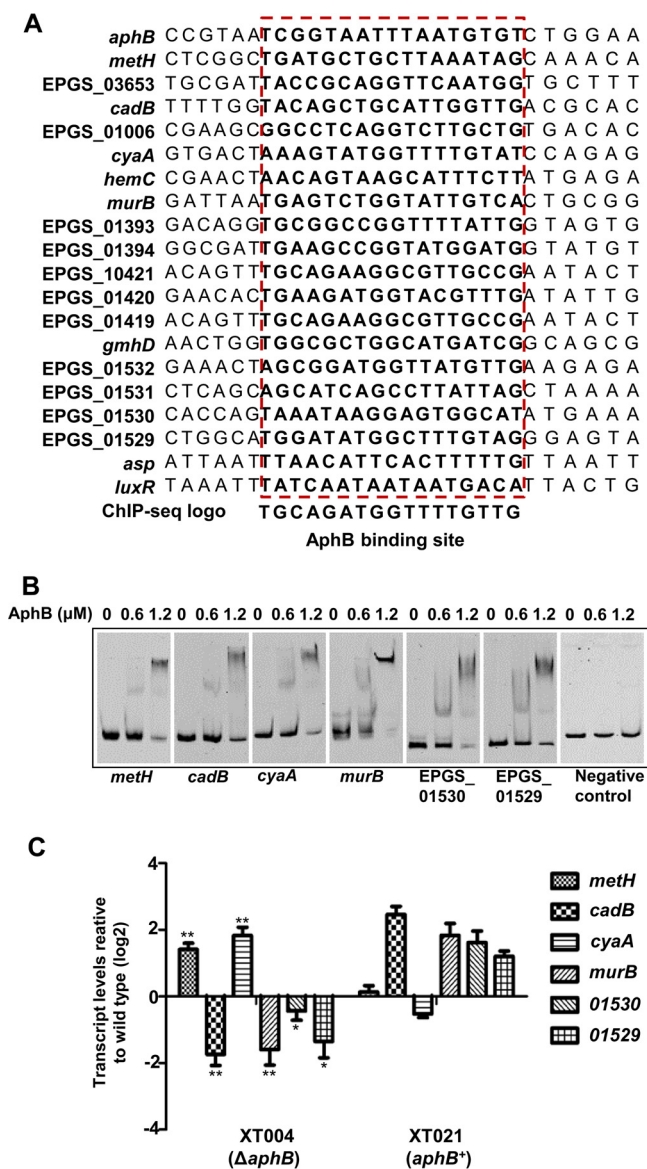 A
aphB CCGTAATCGGTAATTTAATGTGTCTGGAA
metH CTCGGCTGATGCTGCTTAAATAGCAAACA
EPGS_03653 TGCGATTACCGCAGGTTCAATGGTGCTTT
cadB TTTTGGTACAGCTGCATTGGTTGACGCAC
EPGS_01006 CGAAGCGGCCTCAGGTCTTGCTGTGACAC
cyaA GTGACTAAAGTATGGTTTTGTATCCAGAG
hemC CGAACTAACAGTAAGCATTTCTTATGAGA
murB GATTAATGAGTCTGGTATTGTCACTGCGG
EPGS_01393 GACAGGTGCGGCCGGTTTTATTGGTAGTG
EPGS_01394 GGCGATTGAAGCCGGTATGGATGGTATGT
EPGS_10421 ACAGTTTGCAGAAGGCGTTGCCGAATACT
EPGS_01420 GAACACTGAAGATGGTACGTTTGATATTG
EPGS_01419 ACAGTTTGCAGAAGGCGTTGCCGAATACT
gmhD AACTGGTGGCGCTGGCATGATCGGCAGCG
EPGS_01532 GAAACTAGCGGATGGTTATGTTGAAGAGA
EPGS_01531 CTCAGCAGCATCAGCCTTATTAGCTAAAA
EPGS_01530 CACCAGTAAATAAGGAGTGGCATATGAAA
EPGS_01529 CTGGCATGGATATGGCTTTGTAGGGAGTA
asp ATTAATTTAACATTCACTTTTTGTTAATT
luxR TAAATTTATCAATAATAATGACATTACTG
ChIP-seq logo TGCAGATGGTTTTGTTG
AphB binding site
B
AphB (µM) 0 0.6 1.2 0 0.6 1.2 0 0.6 1.2 0 0.6 1.2 0 0.6 1.2 0 0.6 1.2 0 0.6 1.2
metH cadB cyaA murB EPGS_ EPGS_ Negative
01530 01529 control
C
Transcript levels reative
to wild type (log2)
4
2
0
-2
-4
** ** ** ** * *
metH
cadB
cyaA
murB
01530
01529
XT004 XT021
(ΔaphB) (aphB+)